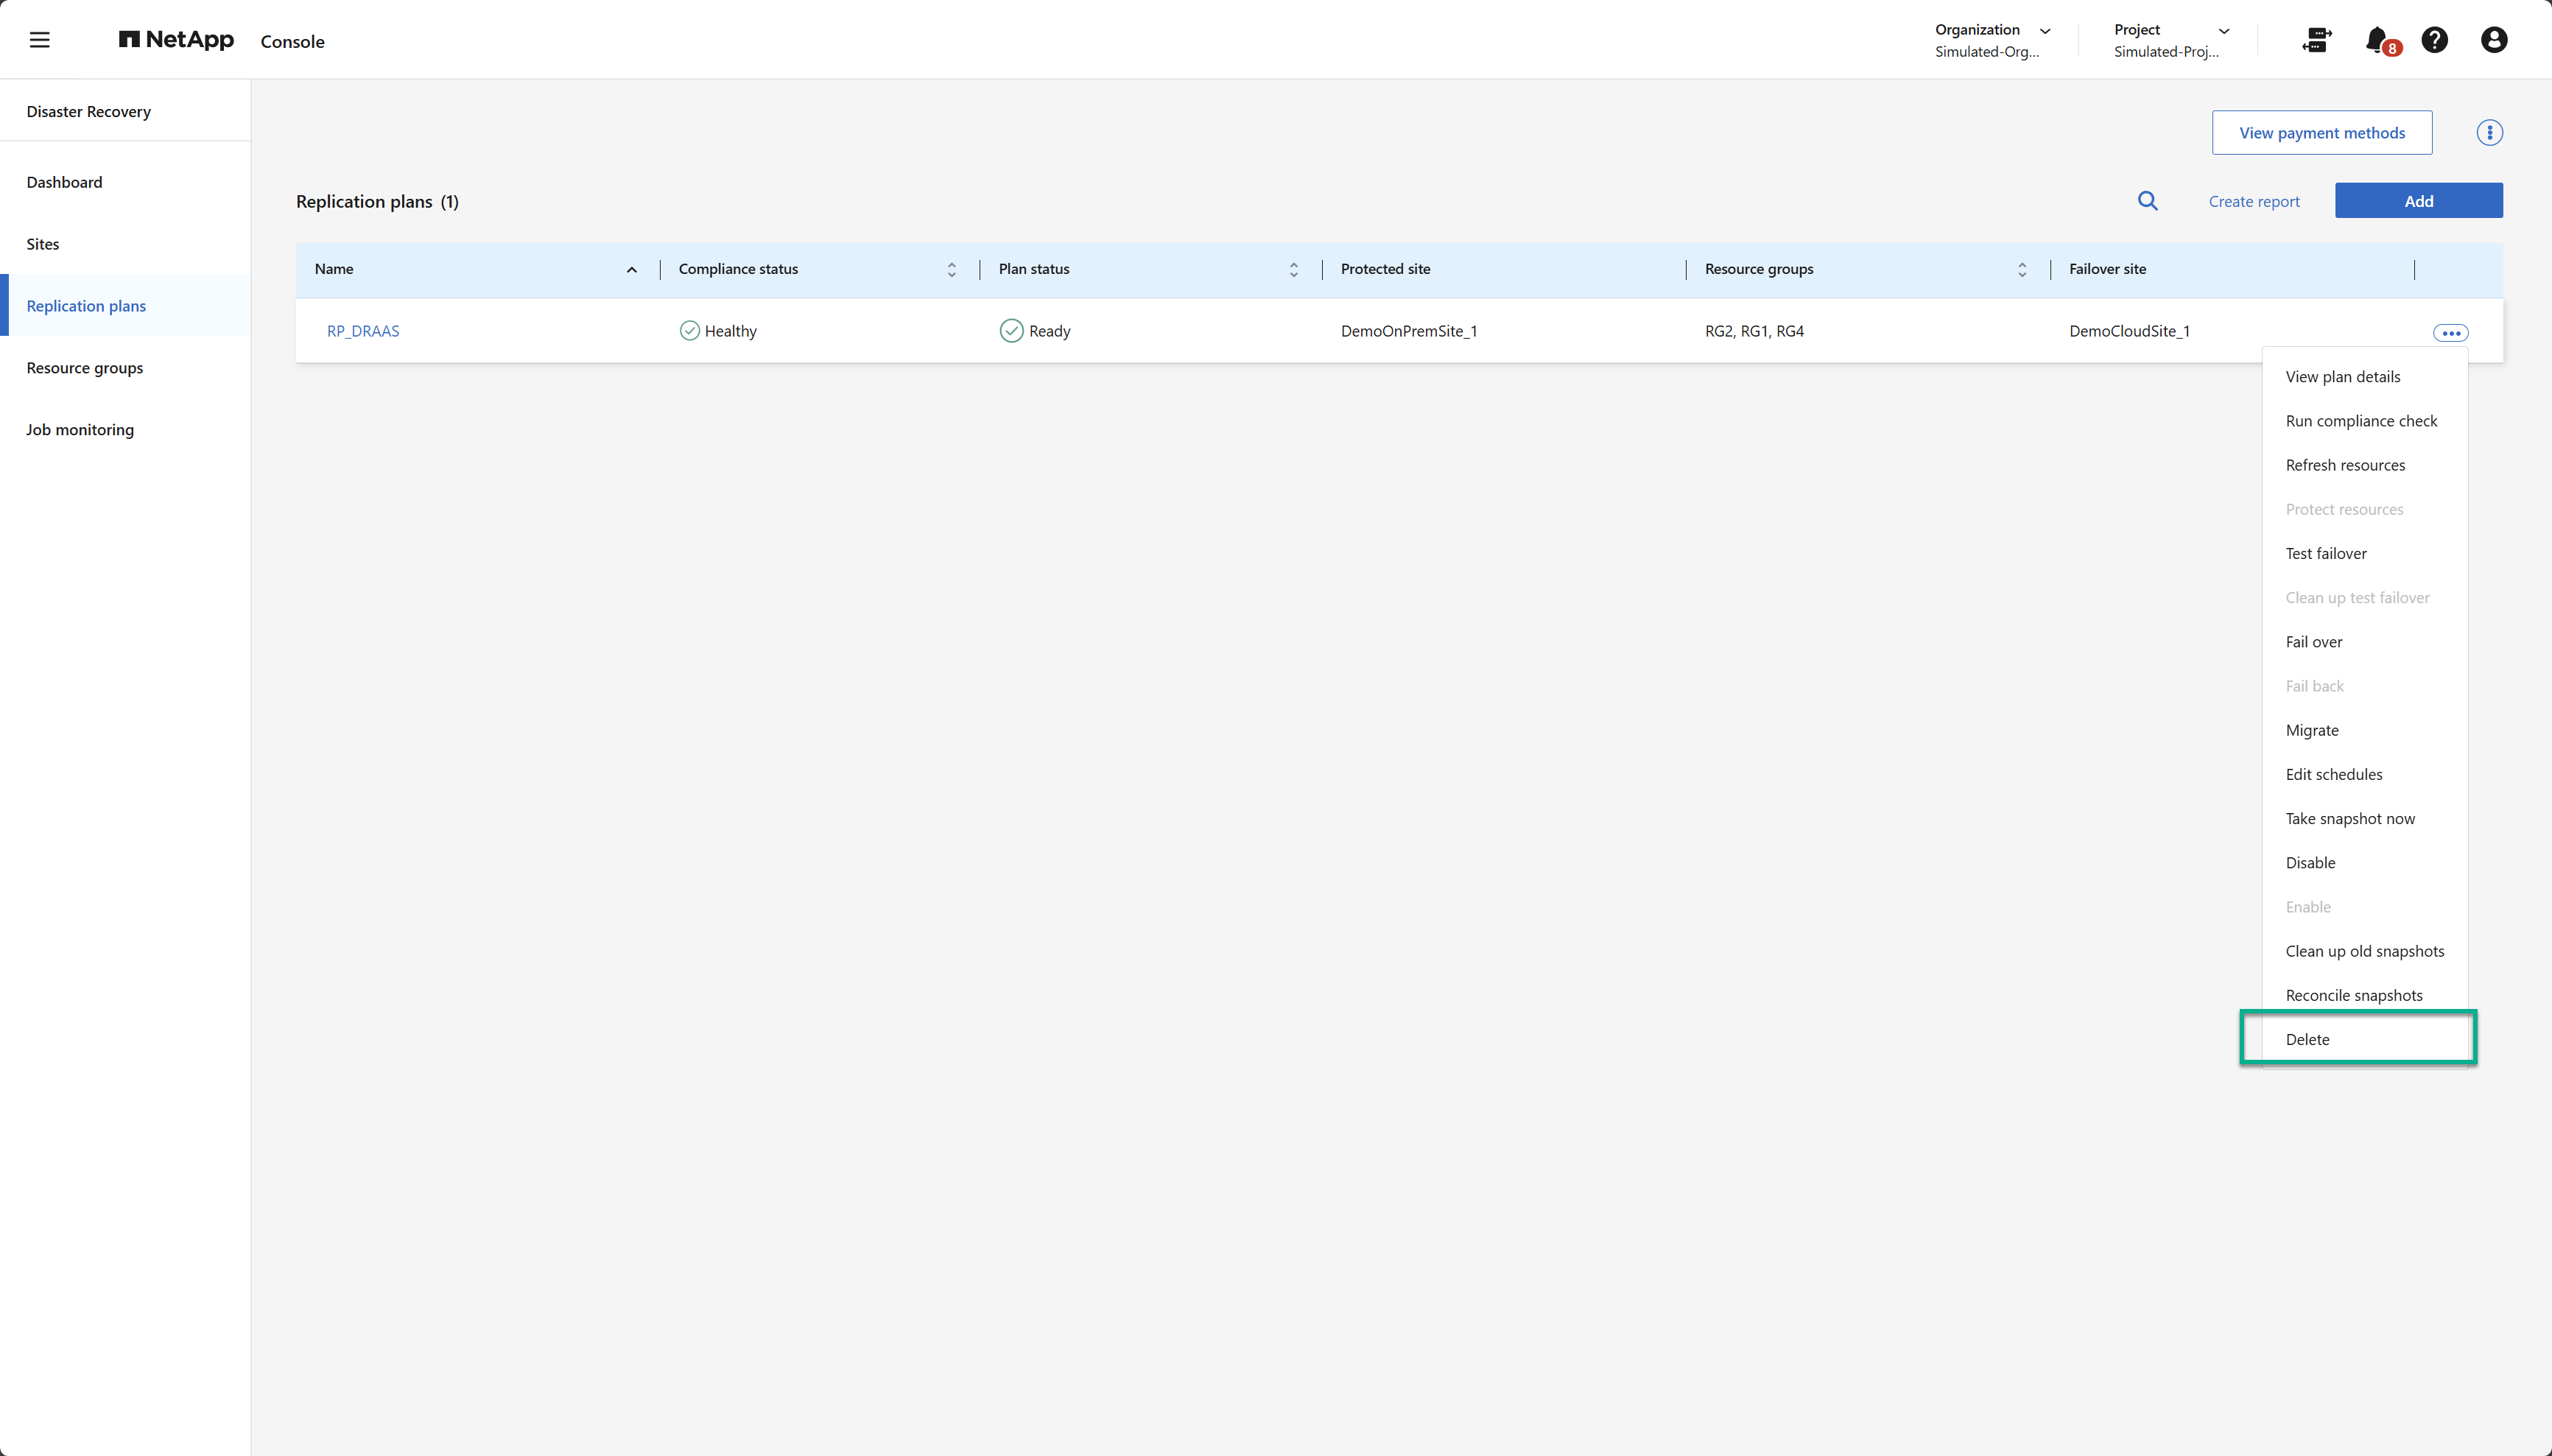 NetApp Console
Organization
Simulated-Org...
Project
Simulated-Proj...
8
?
Disaster Recovery
Dashboard
Sites
Replication plans
Resource groups
Job monitoring
View payment methods
Replication plans (1)
Create report
Add
Name Compliance status Plan status Protected site Resource groups Failover site
RP_DRAAS Healthy Ready DemoOnPremSite_1 RG2, RG1, RG4 DemoCloudSite_1
View plan details
Run compliance check
Refresh resources
Protect resources
Test failover
Clean up test failover
Fail over
Fail back
Migrate
Edit schedules
Take snapshot now
Disable
Enable
Clean up old snapshots
Reconcile snapshots
Delete